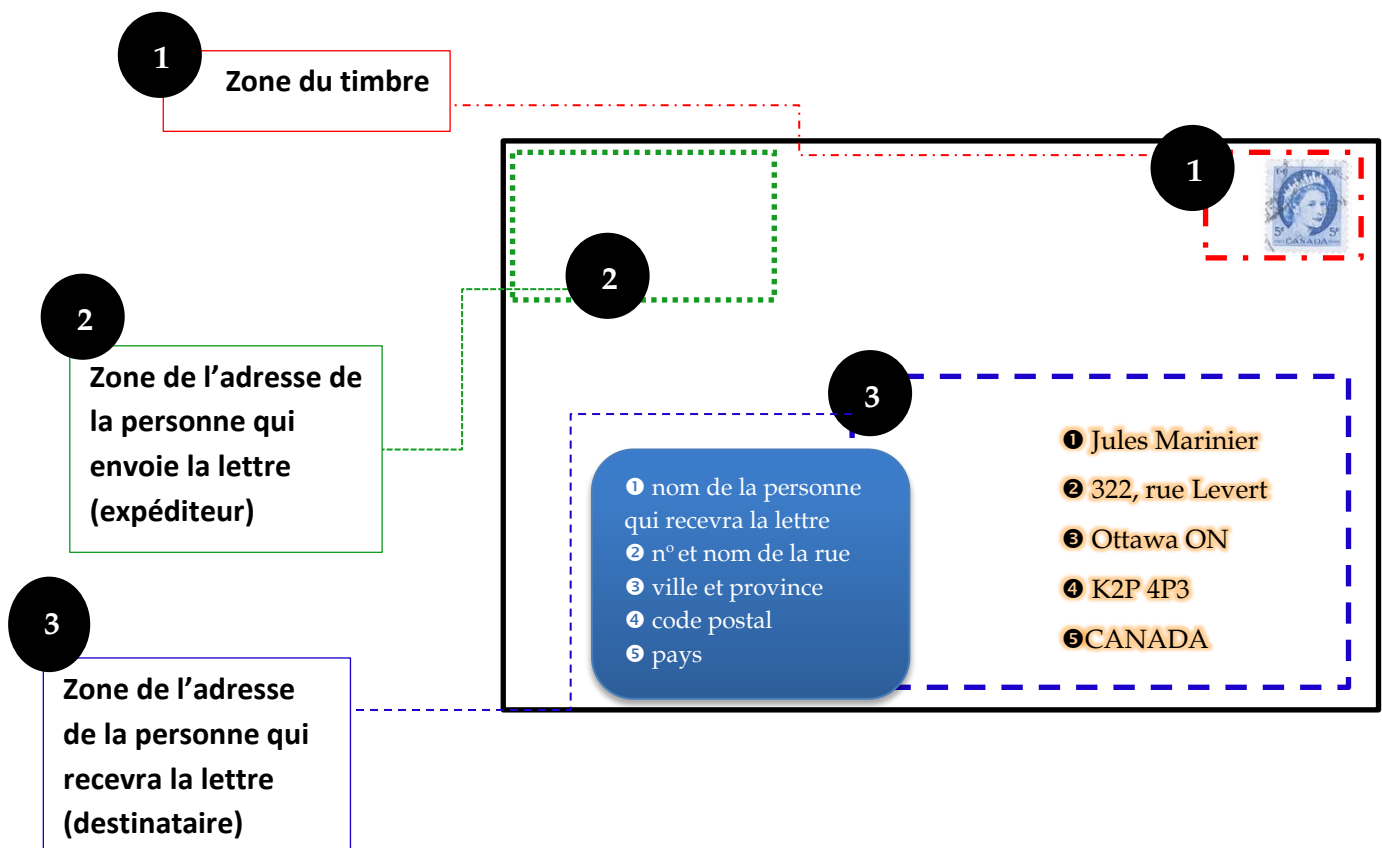 1
Zone du timbre
1
5¢ 5¢
CANADA
2
2
Zone de l’adresse de
la personne qui
envoie la lettre
(expéditeur)
3
❶ nom de la personne
qui recevra la lettre
❷ nº et nom de la rue
❸ ville et province
❹ code postal
❺ pays
❶ Jules Marinier
❷ 322, rue Levert
❸ Ottawa ON
❹ K2P 4P3
❺CANADA
3
Zone de l’adresse
de la personne qui
recevra la lettre
(destinataire)